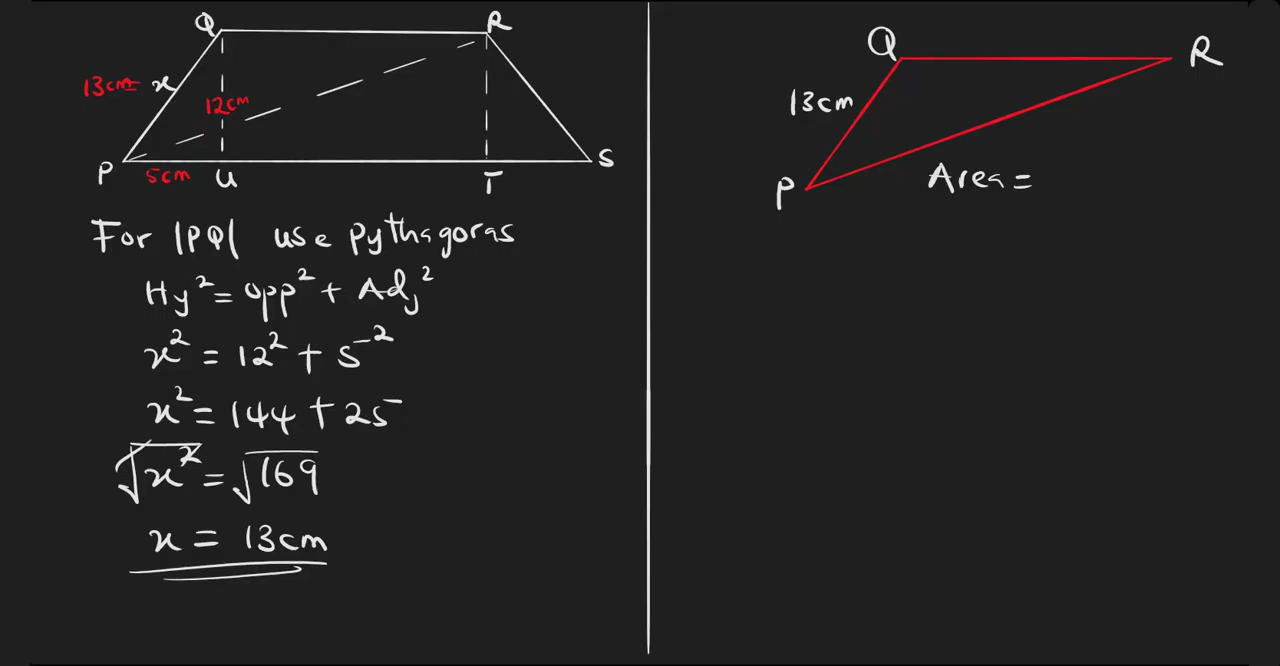 Q R
13cm x
12cm
P 5cm U T S
For |PQ| use pythagoras
Hy² = opp² + Adj²
x² = 12² + 5²
x² = 144 + 25
√x² = √169
x = 13cm
Q R
13cm
P Area =